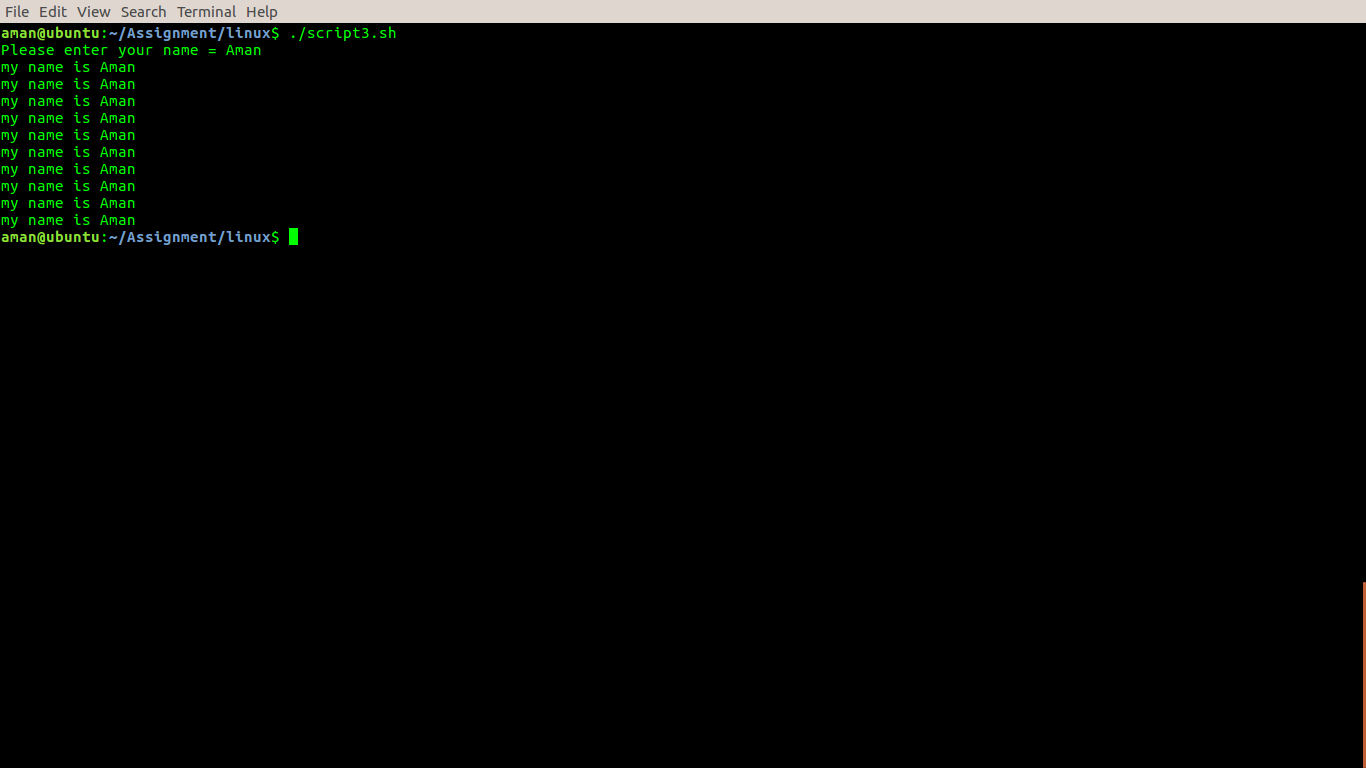 File Edit View Search Terminal Help
aman@ubuntu:~/Assignment/linux$ ./script3.sh
Please enter your name = Aman
my name is Aman
my name is Aman
my name is Aman
my name is Aman
my name is Aman
my name is Aman
my name is Aman
my name is Aman
my name is Aman
my name is Aman
aman@ubuntu:~/Assignment/linux$